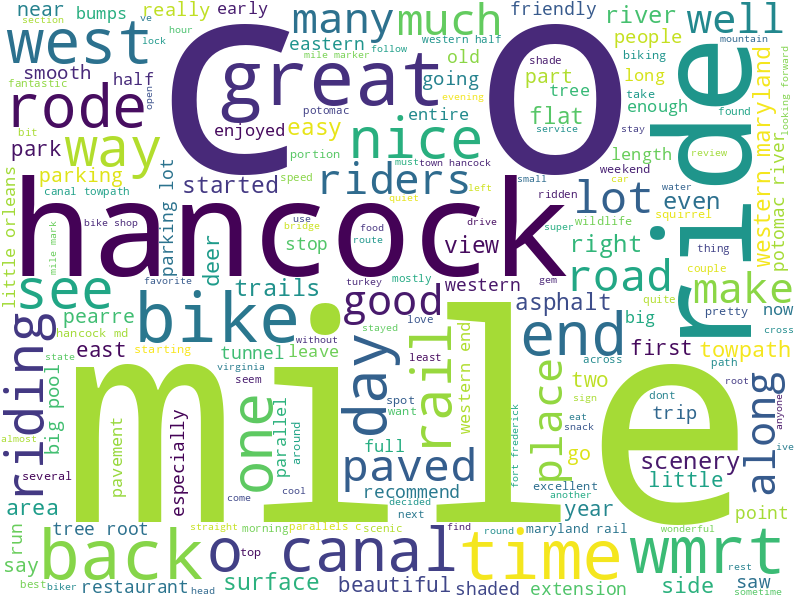 near
bumps
ve
hour
really
early
C O
many
much
friendly
river
well
section
west
lock
follow
eastern
western half
old
shade
people
biking
mountain
fantastic
mile marker
great
going
part
long
looking forward
smooth
half
potomac
tree
take
ride
western maryland
rode
open
evening
entire
enough
found
bit
enjoyed
easy
nice
flat
service
stay
must
town hancock
length
review
park
way
portion
weekend
car
potomac river
parking
parking lot
started
speed
riders
left
small
lot
even
canal towpath
quiet
ridden
water
rest
little orleans
hancock
bike shop
use
bridge
food
drive
super
wildlife
squirrel
thing
mile mark
deer
stop
route
view
gem
right
couple
see
favorite
trails
turkey
mostly
western
road
quite
make
pearre
bike
good
asphalt
pretty
now
hancock md
without
stayed
love
big
cross
state
east
starting
tunnel
leave
day
least
end
first
towpath
virginia
spot
rail
western end
across
path
riding
big pool
seem
want
mile
two
dont
root
anyone
one
parallel
place
sign
trip
along
almost
pavement
especially
around
full
eat
snack
go
ive
several
paved
fort frederick
scenery
area
come
cool
recommend
excellent
little
decided
another
year
point
run
tree root
straight
morning
parallels c
scenic
next
find
round
maryland rail
wonderful
say
back
o canal
top
time
wmrt
best
biker
restaurant
head
surface
beautiful
shaded
extension
side
saw
rest
sometime